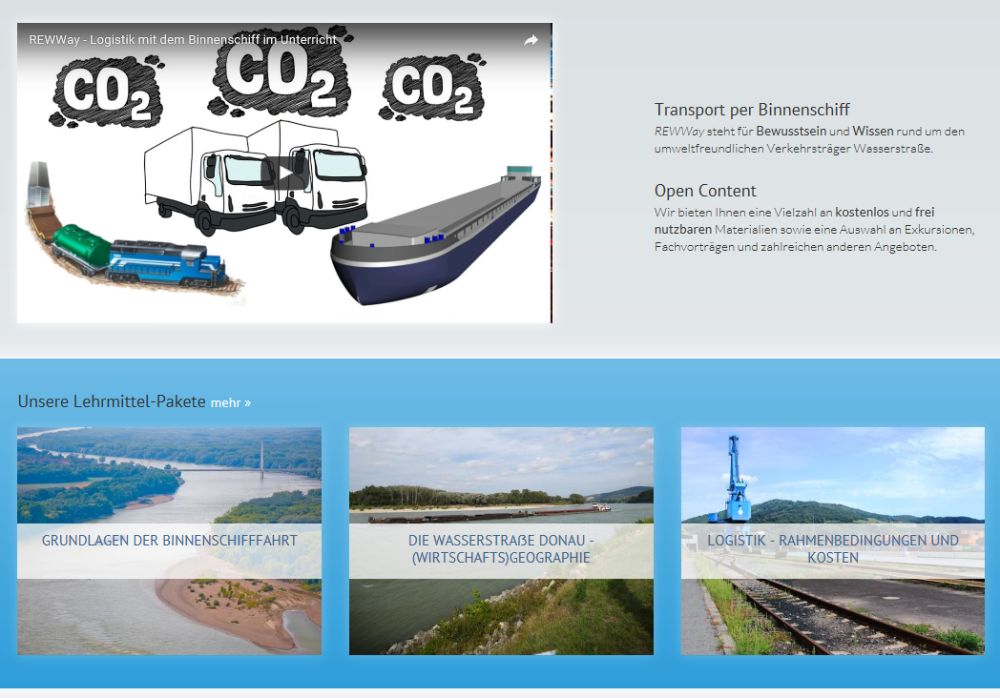 REWWay - Logistik mit dem Binnenschiff im Unterricht
CO2
CO2
CO2
Transport per Binnenschiff
REWWay steht für Bewusstsein und Wissen rund um den
umweltfreundlichen Verkehrsträger Wasserstraße.
Open Content
Wir bieten Ihnen eine Vielzahl an kostenlos und frei
nutzbaren Materialien sowie eine Auswahl an Exkursionen,
Fachvorträgen und zahlreichen anderen Angeboten.
Unsere Lehrmittel-Pakete mehr »
GRUNDLAGEN DER BINNENSCHIFFFAHRT
DIE WASSERSTRAßE DONAU -
(WIRTSCHAFTS)GEOGRAPHIE
LOGISTIK - RAHMENBEDINGUNGEN UND
KOSTEN